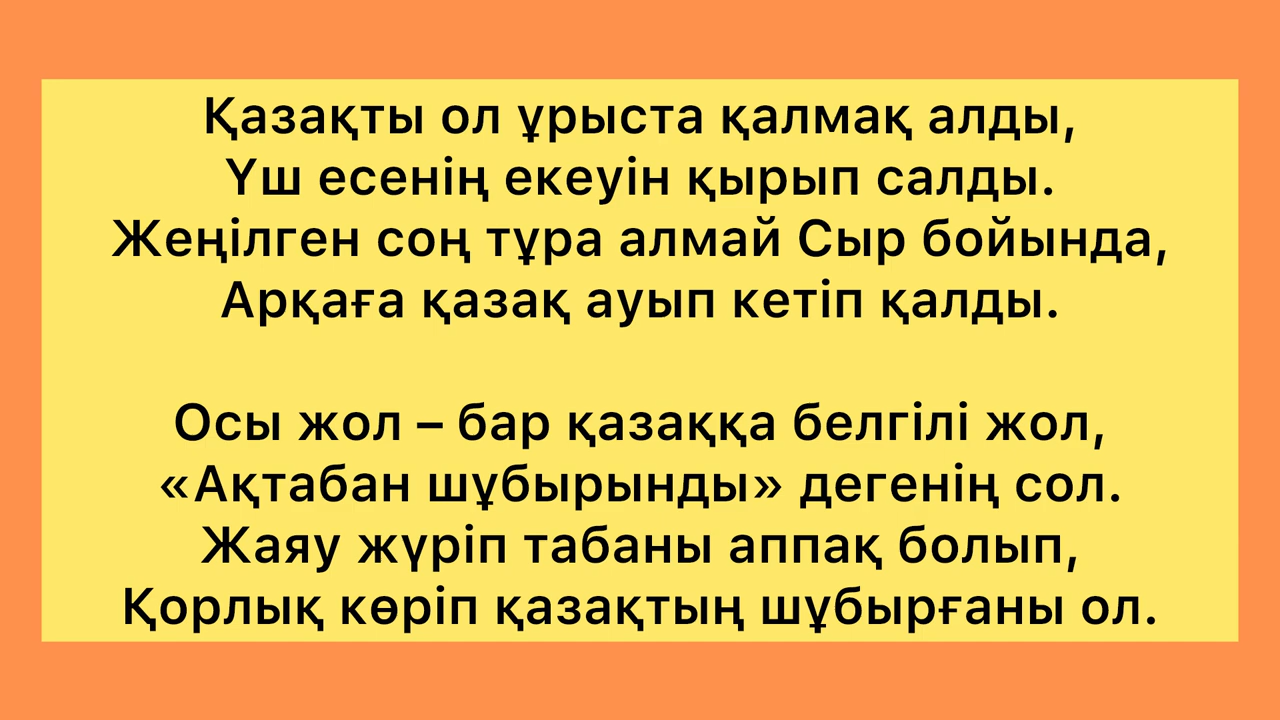 Қазақты ол ұрыста қалмақ алды,
Үш есенің екеуін қырып салды.
Жеңілген соң тұра алмай Сыр бойында,
Арқаға қазақ ауып кетіп қалды.
Осы жол – бар қазаққа белгілі жол,
«Ақтабан шұбырынды» дегенің сол.
Жаяу жүріп табаны аппақ болып,
Қорлық көріп қазақтың шұбырғаны ол.